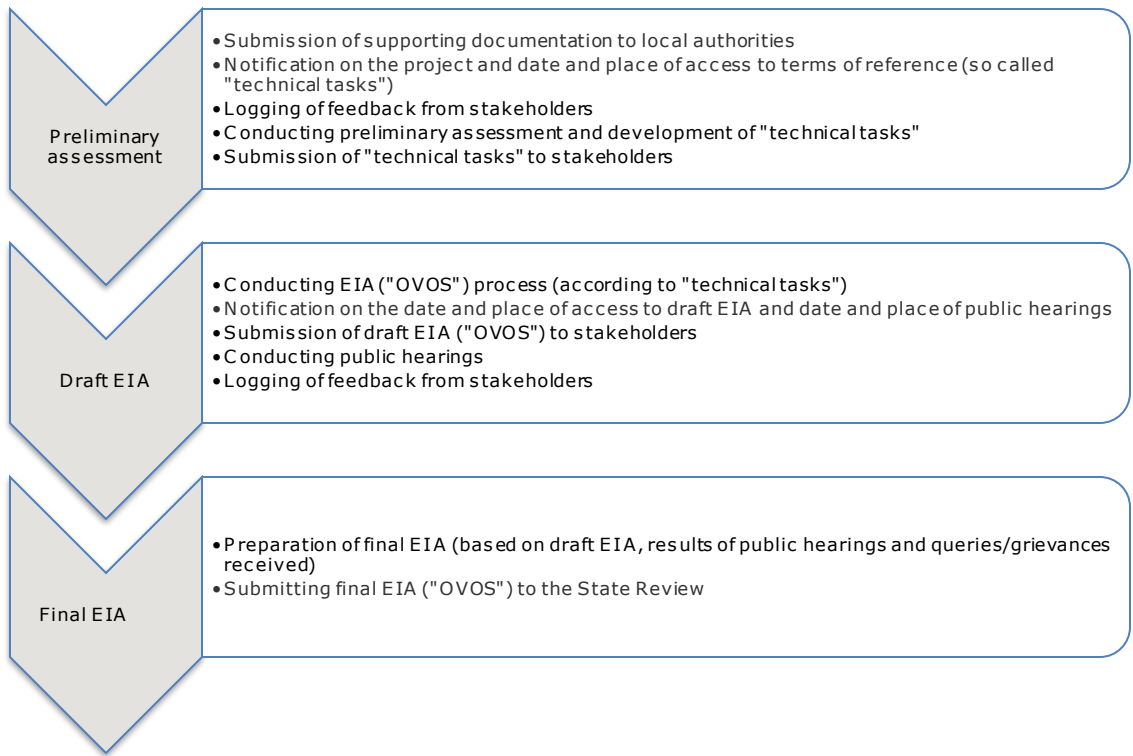 Preliminary
assessment
•Submission of supporting documentation to local authorities
•Notification on the project and date and place of access to terms of reference (so called
"technical tasks")
•Logging of feedback from stakeholders
•Conducting preliminary assessment and development of "technical tasks"
•Submission of "technical tasks" to stakeholders
Draft EIA
•Conducting EIA ("OVOS") process (according to "technical tasks")
•Notification on the date and place of access to draft EIA and date and place of public hearings
•Submission of draft EIA ("OVOS") to stakeholders
•Conducting public hearings
•Logging of feedback from stakeholders
Final EIA
•Preparation of final EIA (based on draft EIA, results of public hearings and queries/grievances
received)
•Submitting final EIA ("OVOS") to the State Review